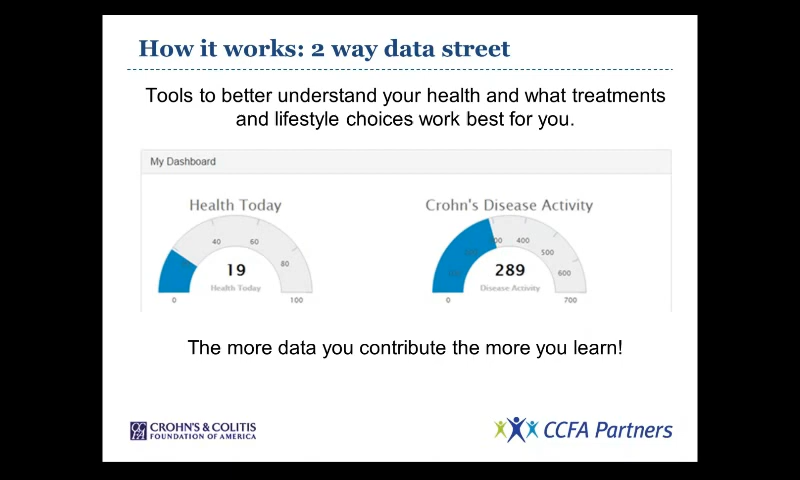 How it works: 2 way data street
Tools to better understand your health and what treatments
and lifestyle choices work best for you.
My Dashboard
Health Today
40
60
80
19
Health Today
0
100
Crohn's Disease Activity
400
500
600
289
Disease Activity
0
700
The more data you contribute the more you learn!
CCFA
CROHN'S & COLITIS
FOUNDATION OF AMERICA
CCFA Partners